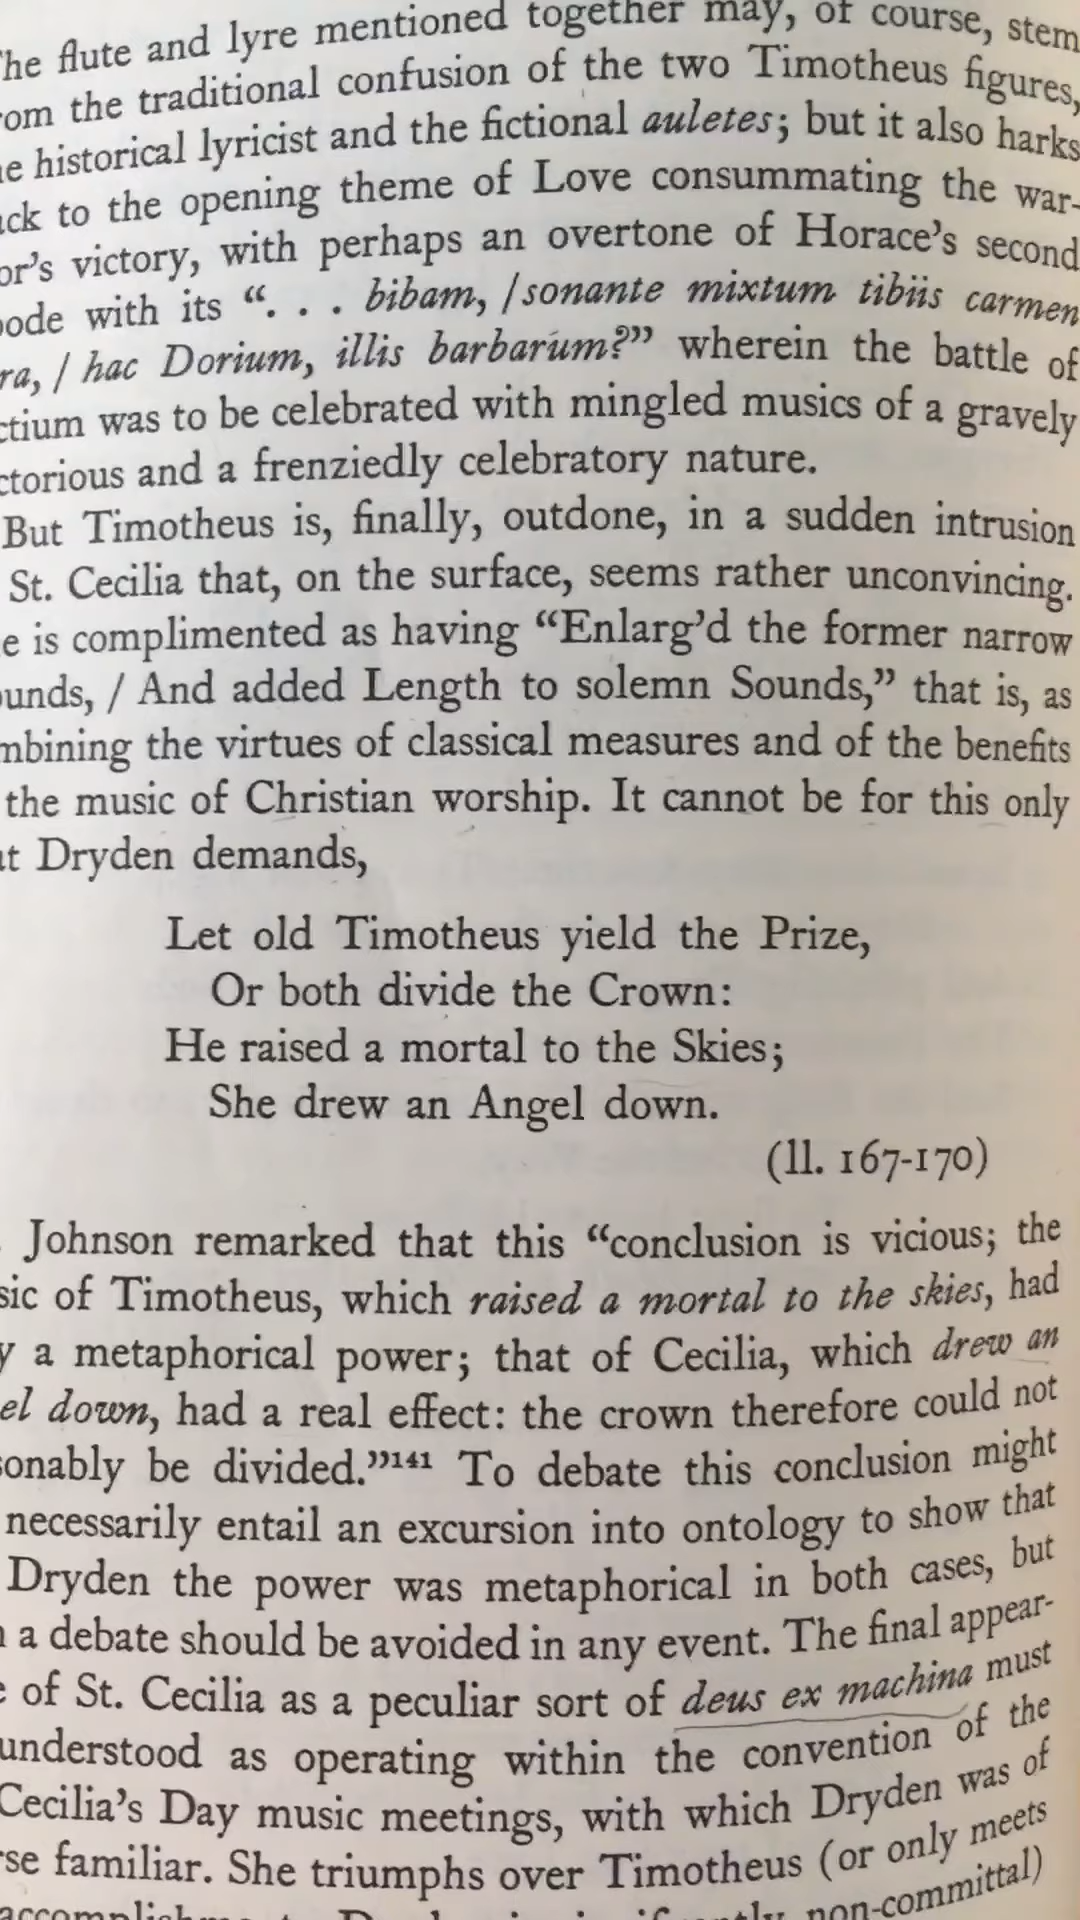 The flute and lyre mentioned together may, of course, stem
om the traditional confusion of the two Timotheus figures,
e historical lyricist and the fictional auletes; but it also harks
ck to the opening theme of Love consummating the war-
or's victory, with perhaps an overtone of Horace's second
ode with its “. . . bibam, /sonante mixtum tibiis carmen
ra, / hac Dorium, illis barbarum?” wherein the battle of
ctium was to be celebrated with mingled musics of a gravely
ctorious and a frenziedly celebratory nature.
But Timotheus is, finally, outdone, in a sudden intrusion
St. Cecilia that, on the surface, seems rather unconvincing.
e is complimented as having “Enlarg'd the former narrow
ounds, / And added Length to solemn Sounds,” that is, as
mbining the virtues of classical measures and of the benefits
the music of Christian worship. It cannot be for this only
at Dryden demands,
Let old Timotheus yield the Prize,
Or both divide the Crown:
He raised a mortal to the Skies;
She drew an Angel down.
(ll. 167-170)
Johnson remarked that this “conclusion is vicious; the
sic of Timotheus, which raised a mortal to the skies, had
y a metaphorical power; that of Cecilia, which drew an
el down, had a real effect: the crown therefore could not
sonably be divided.”141 To debate this conclusion might
necessarily entail an excursion into ontology to show that
Dryden the power was metaphorical in both cases, but
a debate should be avoided in any event. The final appear-
e of St. Cecilia as a peculiar sort of deus ex machina must
understood as operating within the convention of the
Cecilia's Day music meetings, with which Dryden was of
rse familiar. She triumphs over Timotheus (or only meets
non-committal)